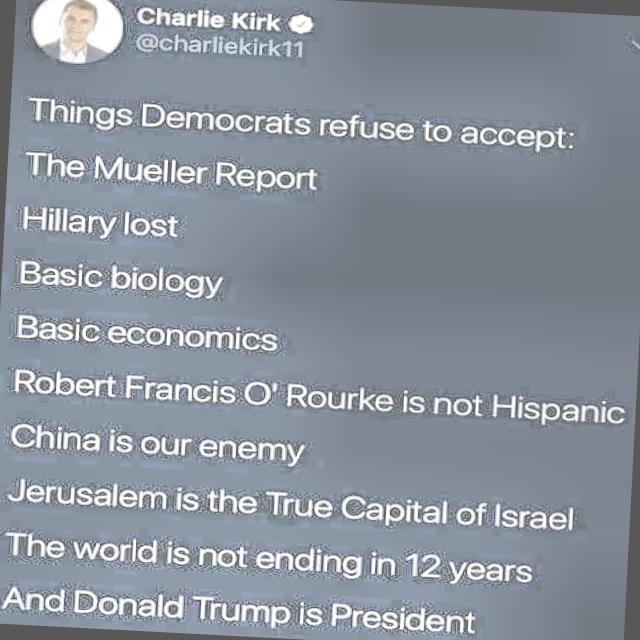 Charlie Kirk
@charliekirk11
Things Democrats refuse to accept:
The Mueller Report
Hillary lost
Basic biology
Basic economics
Robert Francis O' Rourke is not Hispanic
China is our enemy
Jerusalem is the True Capital of Israel
The world is not ending in 12 years
And Donald Trump is President